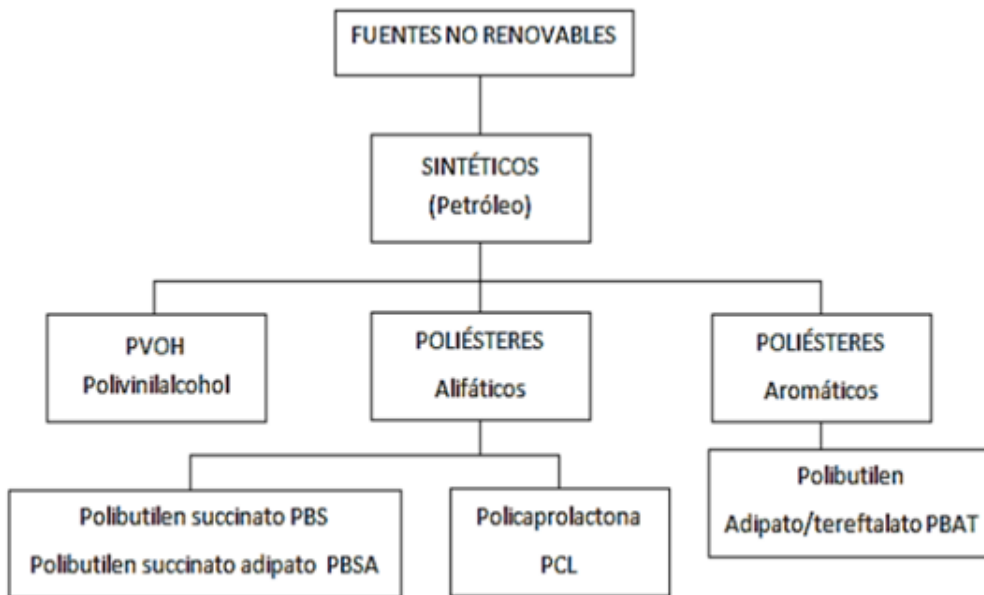 FUENTES NO RENOVABLES
SINTÉTICOS
(Petróleo)
PVOH
Polivinilalcohol
POLIÉSTERES
Alifáticos
POLIÉSTERES
Aromáticos
Polibutilen succinato PBS
Polibutilen succinato adipato PBSA
Policaprolactona
PCL
Polibutilen
Adipato/tereftalato PBAT